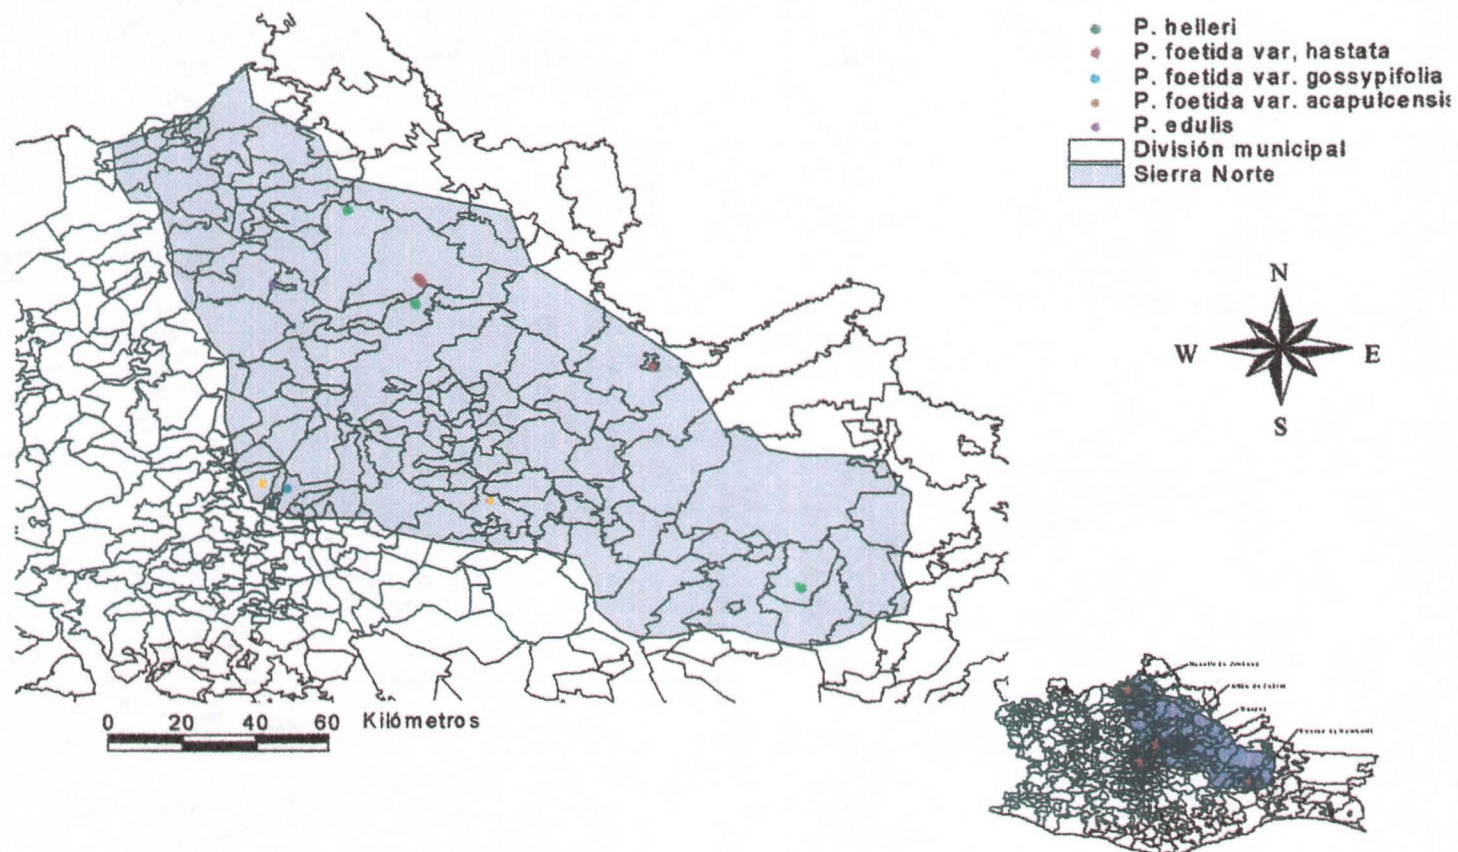 P. helleri
P. foetida var, hastata
P. foetida var. gossypifolia
P. foetida var. acapulcensis
P. edulis
División municipal
Sierra Norte
N
W E
S
0 20 40 60 Kilómetros